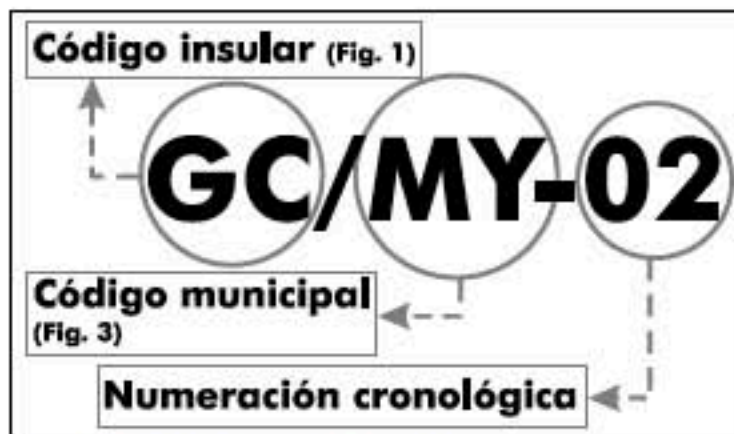 Código insular (Fig. 1)
GC/MY-02
Código municipal
(Fig. 3)
Numeración cronológica